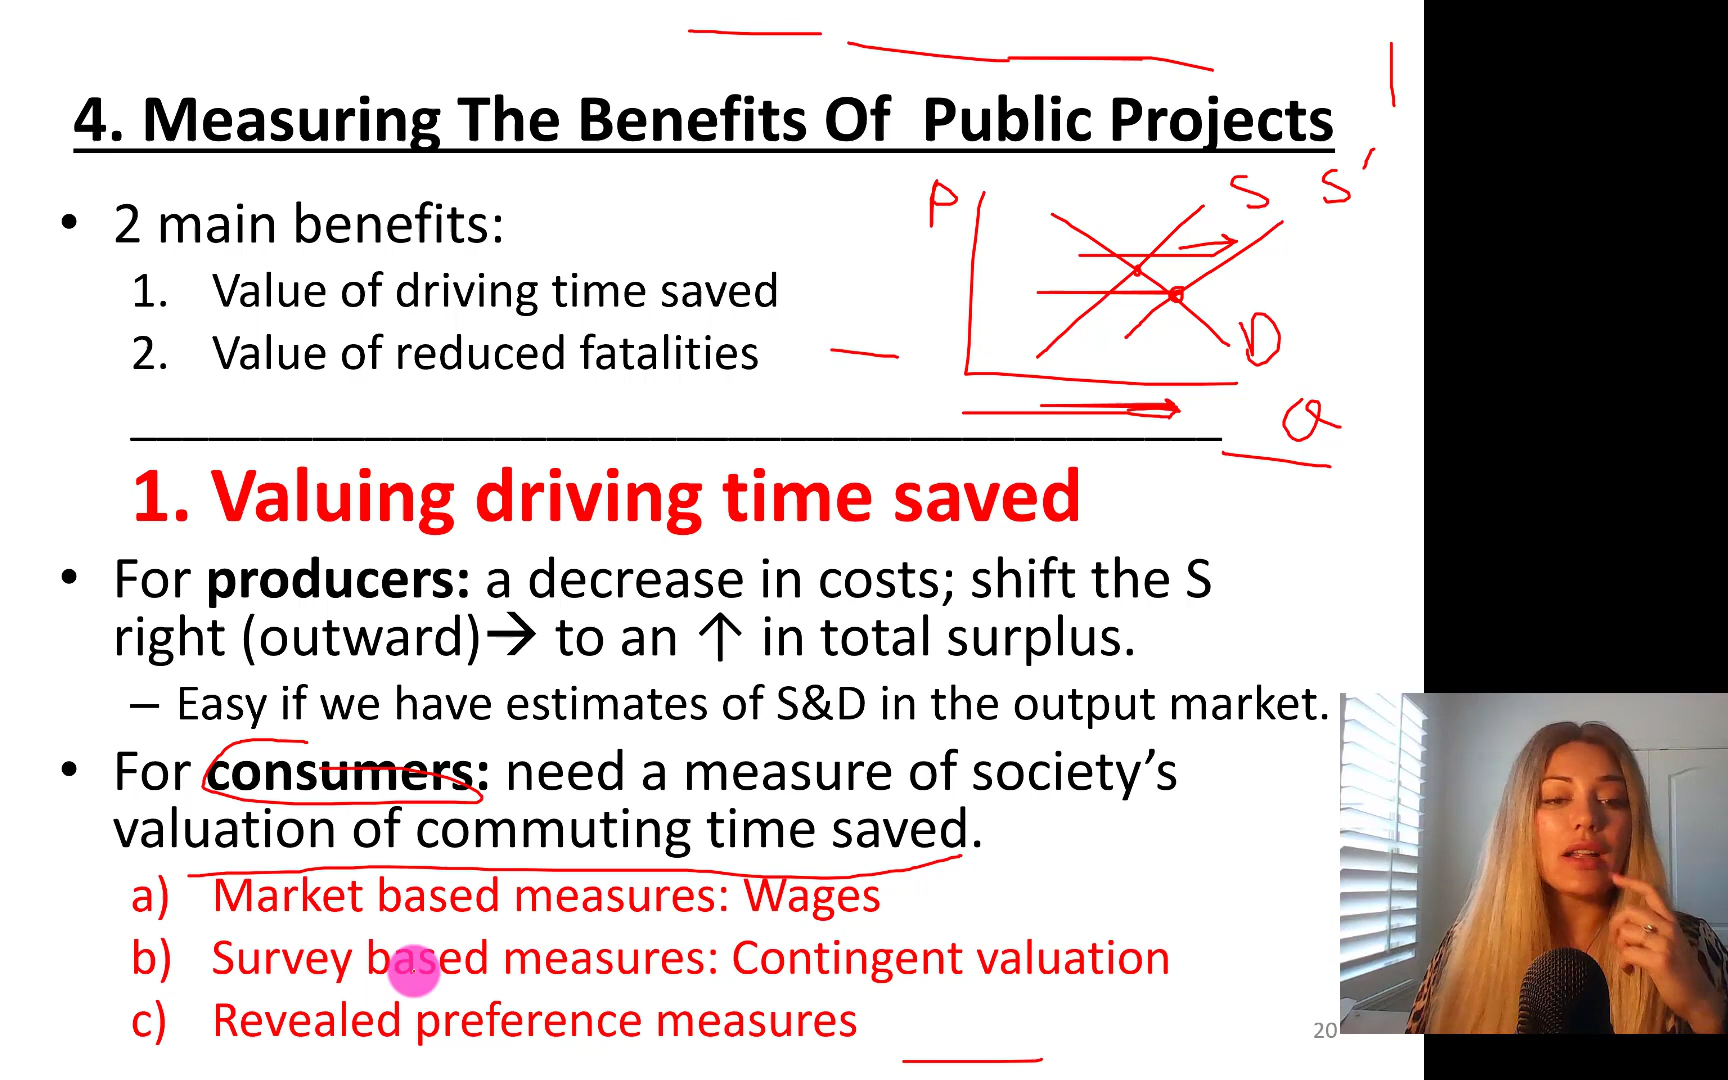 4. Measuring The Benefits Of Public Projects
P
S
S'
• 2 main benefits:
1. Value of driving time saved
2. Value of reduced fatalities
D
Q
1. Valuing driving time saved
• For producers: a decrease in costs; shift the S
right (outward)→ to an ↑ in total surplus.
– Easy if we have estimates of S&D in the output market.
• For consumers: need a measure of society’s
valuation of commuting time saved.
a) Market based measures: Wages
b) Survey based measures: Contingent valuation
c) Revealed preference measures
20